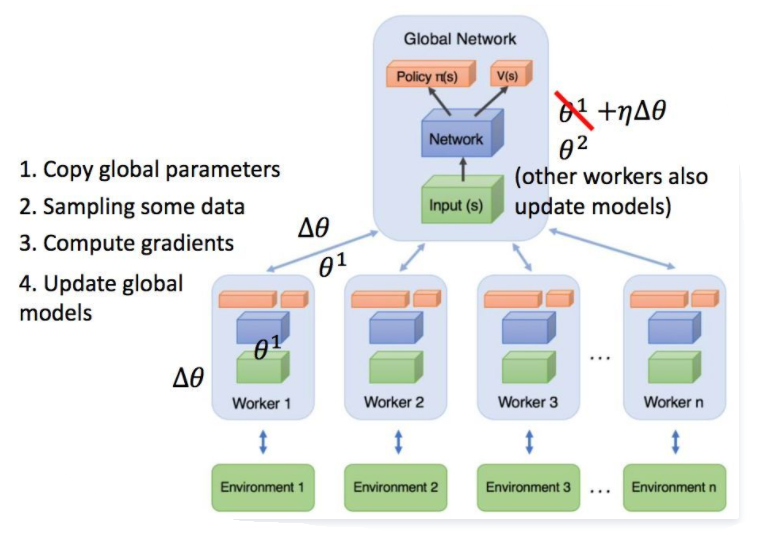 Global Network
Policy π(s)
V(s)
Network
Input (s)
θ¹ +ηΔθ
θ²
(other workers also
update models)
1. Copy global parameters
2. Sampling some data
3. Compute gradients
4. Update global
models
Δθ
θ¹
θ¹
Δθ
Worker 1
Worker 2
Worker 3
...
Worker n
Environment 1
Environment 2
Environment 3
...
Environment n